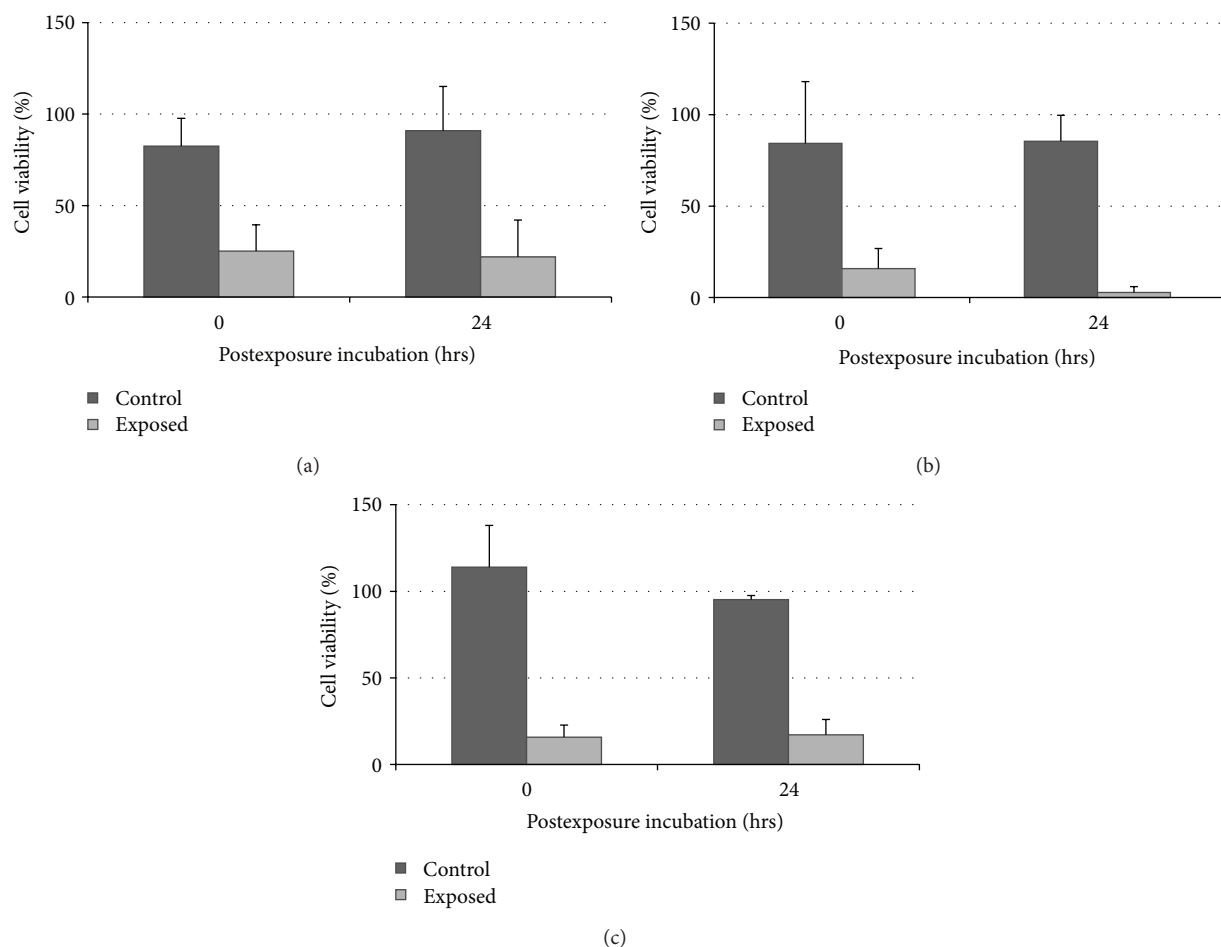 150
100
50
0
Cell viability (%)
0 24
Postexposure incubation (hrs)
Control
Exposed
(a)
150
100
50
0
Cell viability (%)
0 24
Postexposure incubation (hrs)
Control
Exposed
(b)
150
100
50
0
Cell viability (%)
0 24
Postexposure incubation (hrs)
Control
Exposed
(c)